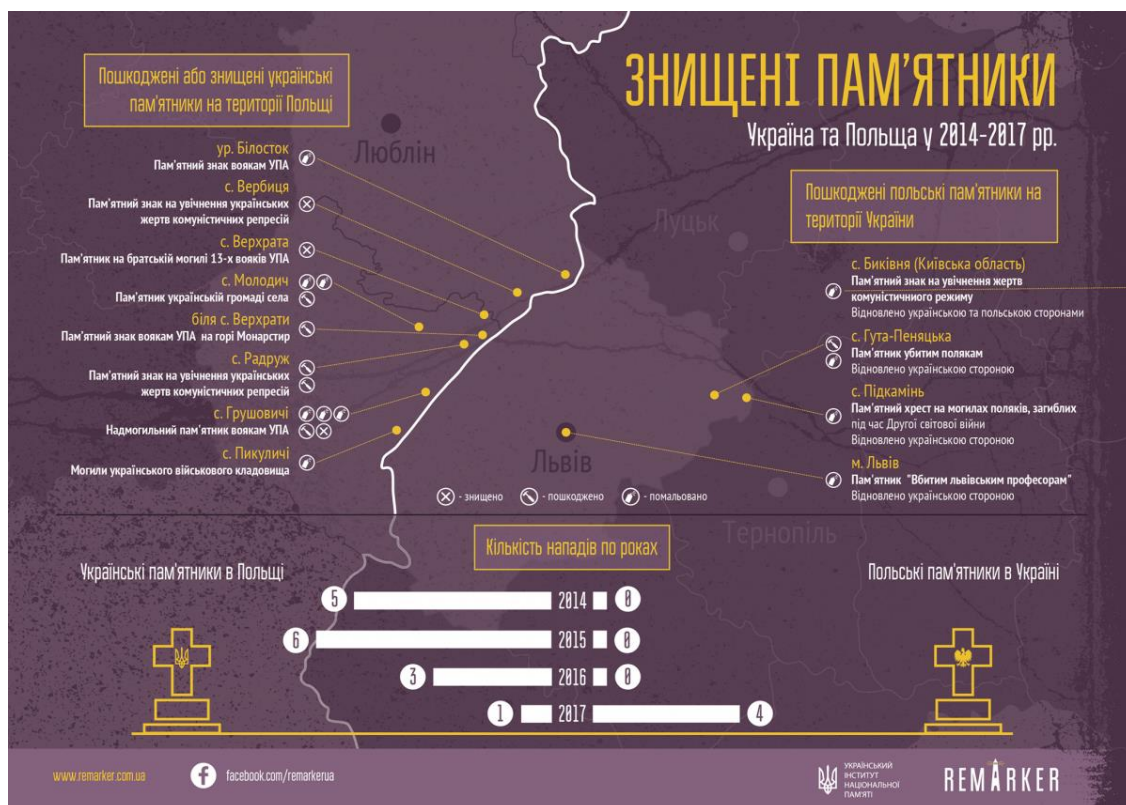 ЗНИЩЕНІ ПАМ'ЯТНИКИ
Україна та Польща у 2014-2017 рр.
Пошкоджені або знищені українські
пам'ятники на території Польщі
ур. Білосток
Пам'ятний знак воякам УПА
с. Вербиця
Пам'ятний знак на увічнення українських
жертв комуністичних репресій
с. Верхрата
Пам'ятник на братській могилі 13-х вояків УПА
с. Молодич
Пам'ятник українській громаді села
біля с. Верхрати
Пам'ятний знак воякам УПА на горі Монарстир
с. Радруж
Пам'ятний знак на увічнення українських
жертв комуністичних репресій
с. Грушовичі
Надмогильний пам'ятник воякам УПА
с. Пикуличі
Могили українського військового кладовища
Люблін
Луцьк
Львів
Тернопіль
Пошкоджені польські пам'ятники на
території України
с. Биківня (Київська область)
Пам'ятний знак на увічнення жертв
комуністичного режиму
Відновлено українською та польською сторонами
с. Гута-Пеняцька
Пам'ятник убитим полякам
Відновлено українською стороною
с. Підкамінь
Пам'ятний хрест на могилах поляків, загиблих
під час Другої світової війни
Відновлено українською стороною
м. Львів
Пам'ятник "Вбитим львівським професорам"
Відновлено українською стороною
- знищено - пошкоджено - помальовано
Кількість нападів по роках
Українські пам'ятники в Польщі
Польські пам'ятники в Україні
5 2014 0
6 2015 0
3 2016 0
1 2017 4
www.remarker.com.ua
facebook.com/remarkerua
УКРАЇНСЬКИЙ
ІНСТИТУТ
НАЦІОНАЛЬНОЇ
ПАМ'ЯТІ
REMARKER